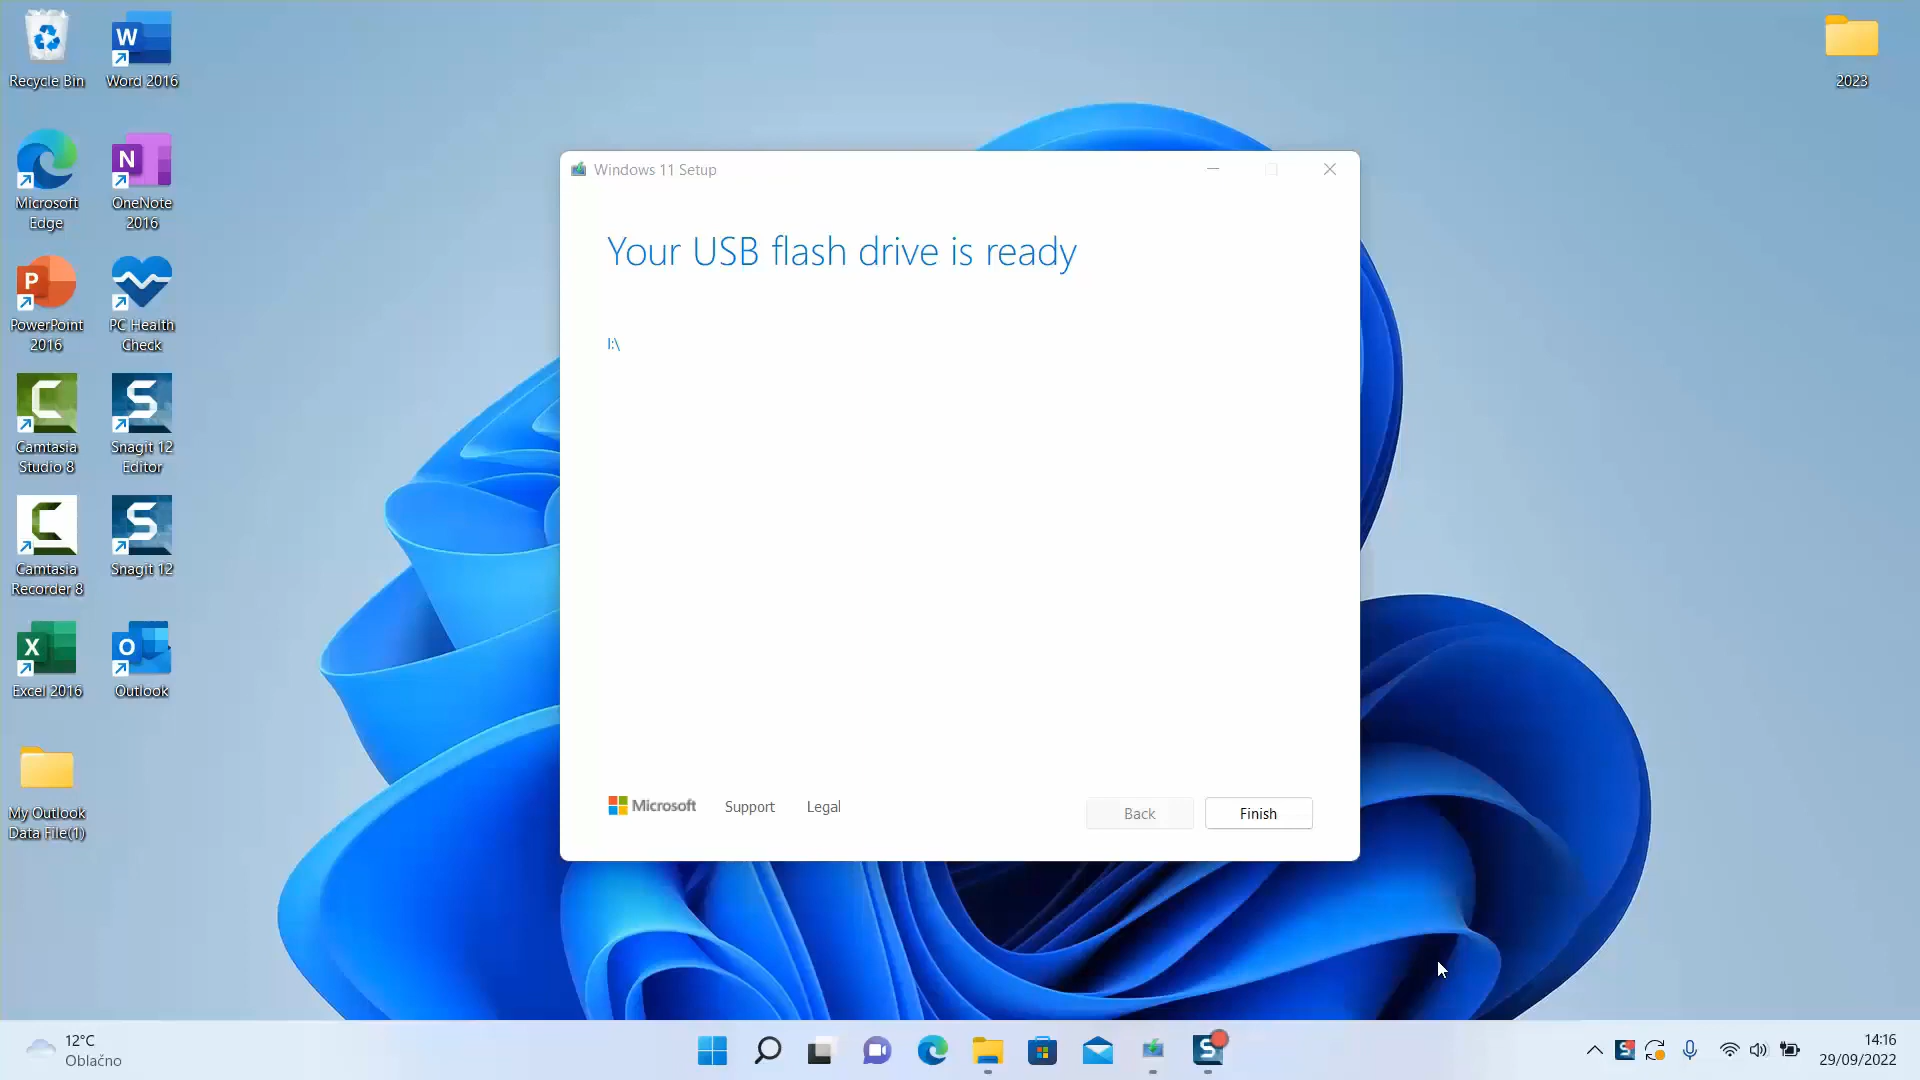 Recycle Bin
Word 2016
2023
Microsoft
Edge
OneNote
2016
PowerPoint
2016
PC Health
Check
Camtasia
Studio 8
Snagit 12
Editor
Camtasia
Recorder 8
Snagit 12
Excel 2016
Outlook
My Outlook
Data File(1)
Windows 11 Setup
Your USB flash drive is ready
I:\
Microsoft
Support
Legal
Back
Finish
12°C
Oblačno
14:16
29/09/2022